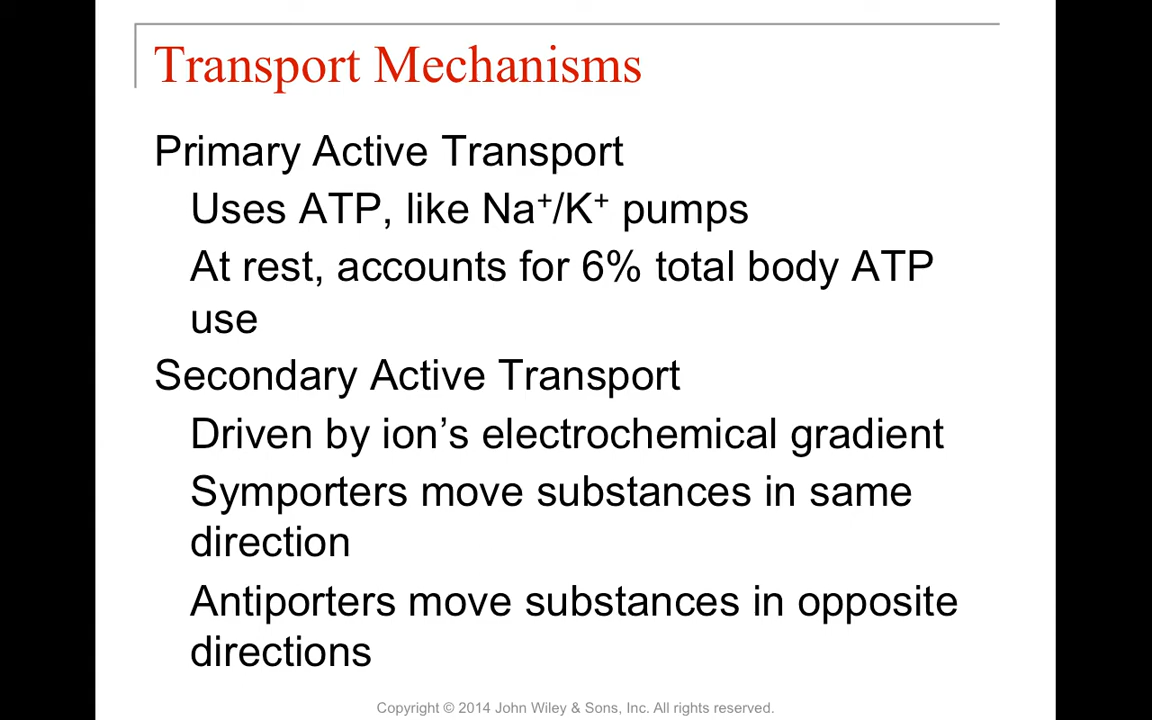 Transport Mechanisms
Primary Active Transport
Uses ATP, like Na⁺/K⁺ pumps
At rest, accounts for 6% total body ATP
use
Secondary Active Transport
Driven by ion’s electrochemical gradient
Symporters move substances in same
direction
Antiporters move substances in opposite
directions
Copyright © 2014 John Wiley & Sons, Inc. All rights reserved.